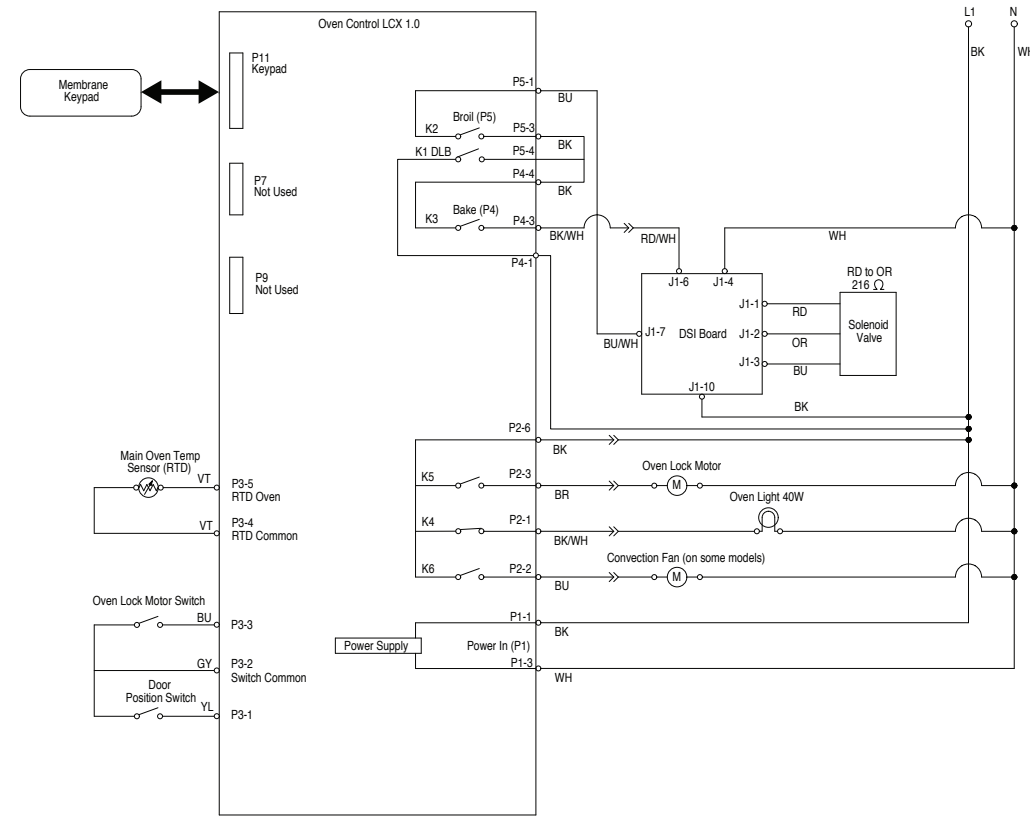 Oven Control LCX 1.0
L1
N
BK
WH
Membrane
Keypad
P11
Keypad
P7
Not Used
P9
Not Used
P5-1
BU
Broil (P5)
K2
P5-3
BK
K1 DLB
P5-4
P4-4
BK
Bake (P4)
K3
P4-3
BK/WH
RD/WH
WH
P4-1
J1-6
J1-4
RD to OR
216 Ω
J1-1
RD
J1-7
DSI Board
J1-2
OR
Solenoid
Valve
BU/WH
J1-3
BU
J1-10
BK
P2-6
BK
Main Oven Temp
Sensor (RTD)
VT
P3-5
RTD Oven
VT
P3-4
RTD Common
K5
P2-3
BR
Oven Lock Motor
M
K4
P2-1
BK/WH
Oven Light 40W
K6
P2-2
BU
Convection Fan (on some models)
M
Oven Lock Motor Switch
BU
P3-3
GY
P3-2
Switch Common
Door
Position Switch
YL
P3-1
Power Supply
Power In (P1)
P1-1
BK
P1-3
WH